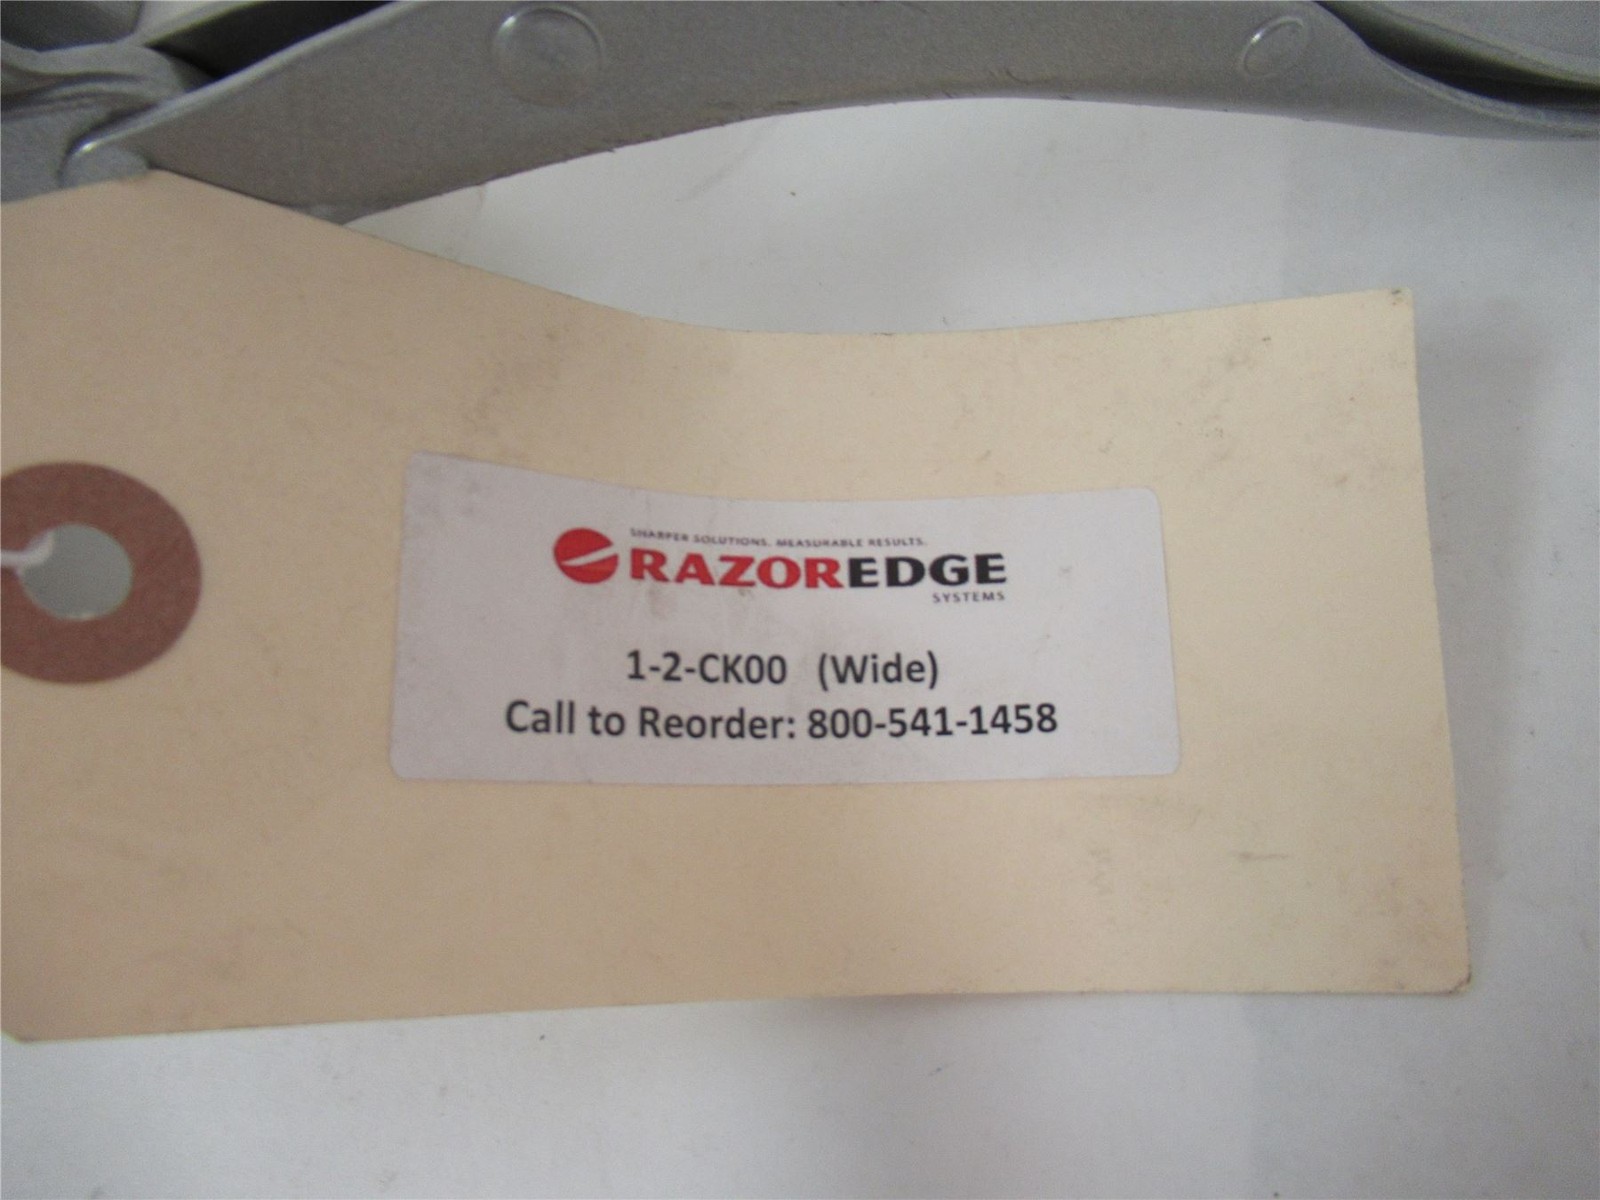 SHARPER SOLUTIONS. MEASURABLE RESULTS.
RAZOREDGE
SYSTEMS
1-2-CK00 (Wide)
Call to Reorder: 800-541-1458